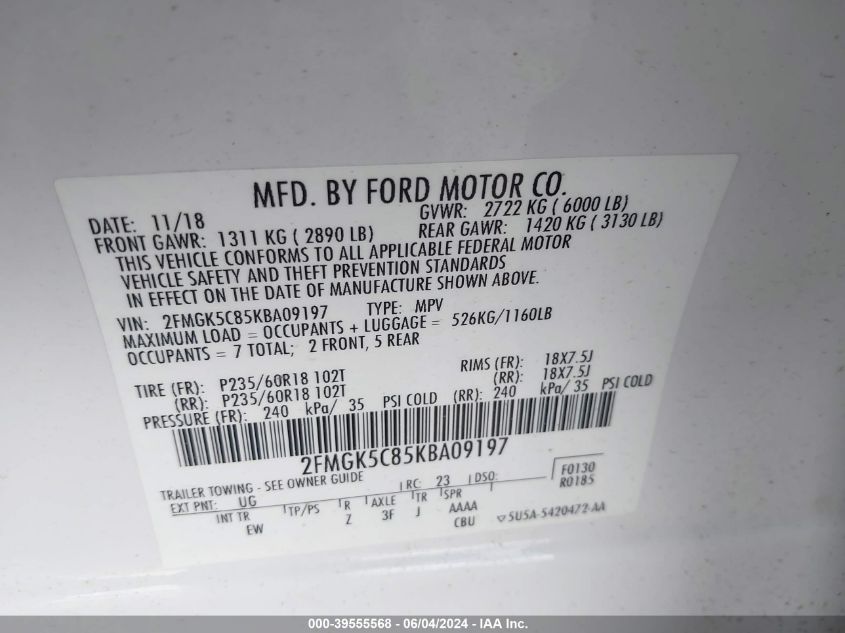 MFD. BY FORD MOTOR CO.
DATE: 11/18 GVWR: 2722 KG ( 6000 LB)
FRONT GAWR: 1311 KG ( 2890 LB) REAR GAWR: 1420 KG ( 3130 LB)
THIS VEHICLE CONFORMS TO ALL APPLICABLE FEDERAL MOTOR
VEHICLE SAFETY AND THEFT PREVENTION STANDARDS
IN EFFECT ON THE DATE OF MANUFACTURE SHOWN ABOVE.
VIN: 2FMGK5C85KBA09197 TYPE: MPV
MAXIMUM LOAD = OCCUPANTS + LUGGAGE = 526KG/1160LB
OCCUPANTS = 7 TOTAL; 2 FRONT, 5 REAR
TIRE (FR): P235/60R18 102T RIMS (FR): 18X7.5J
(RR): P235/60R18 102T (RR): 18X7.5J
PRESSURE (FR): 240 kPa/ 35 PSI COLD (RR): 240 kPa/ 35 PSI COLD
2FMGK5C85KBA09197
TRAILER TOWING - SEE OWNER GUIDE
EXT PNT: UG RC: 23 DSO: F0130
R0185
INT TR TP/PS R AXLE TR SPR
EW Z 3F J AAAA
CBU 5U5A-5420472-AA
000-39555568 - 06/04/2024 - IAA Inc.